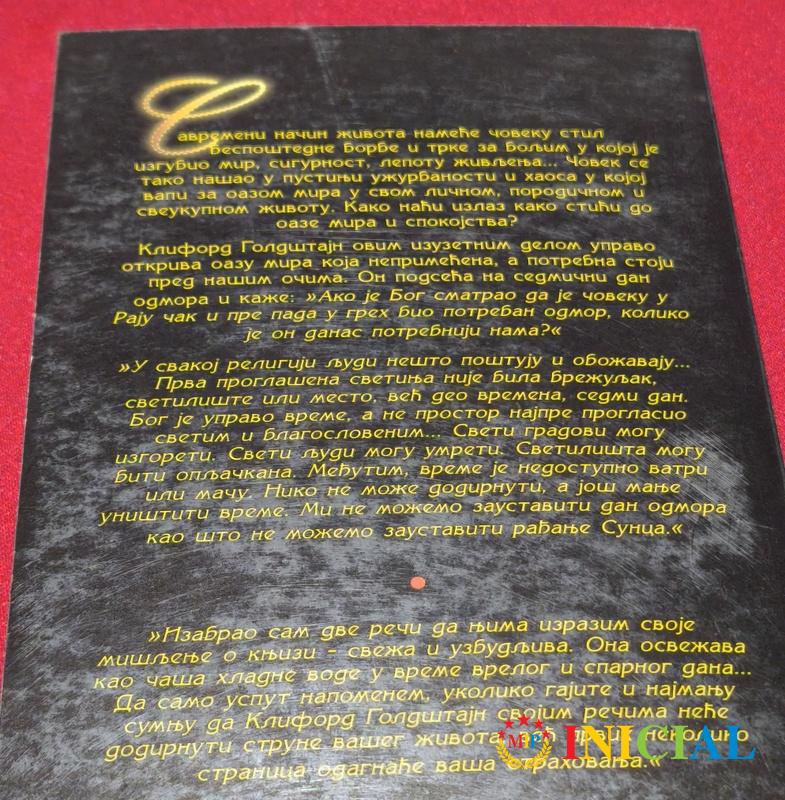 Савремени начин живота намеће човеку стил
беспоштедне борбе и трке за бољим у којој је
изгубио мир, сигурност, лепоту живљења... Човек се
тако нашао у пустињи ужурбаности и хаоса у којој
вапи за оазом мира у свом личном, породичном и
свеукупном животу. Како наћи излаз како стићи до
оазе мира и спокојства?
Клифорд Голдштајн овим изузетним делом управо
открива оазу мира која непримећена, а потребна стоји
пред нашим очима. Он подсећа на седмични дан
одмора и каже: »Ако је Бог сматрао да је човеку у
Рају чак и пре пада у грех био потребан одмор, колико
је он данас потребнији нама?«
»У свакој религији људи нешто поштују и обожавају...
Прва проглашена светиња није била брежуљак,
светилиште или место, већ део времена, седми дан.
Бог је управо време, а не простор најпре прогласио
светим и благословеним... Свети градови могу
изгорети. Свети људи могу умрети. Светилишта могу
бити опљачкана. Међутим, време је недоступно ватри
или мачу. Нико не може додирнути, а још мање
уништити време. Ми не можемо зауставити дан одмора
као што не можемо зауставити рађање Сунца.«
»Изабрао сам две речи да њима изразим своје
мишљење о књизи – свежа и узбудљива. Она освежава
као чаша хладне воде у време врелог и спарног дана...
Да само успут напоменем, уколико гајите и најмању
сумњу да Клифорд Голдштајн својим речима неће
додирнути струне вашег живота неколико
страница одагнаће ваша страховања.«
MP INICIAL